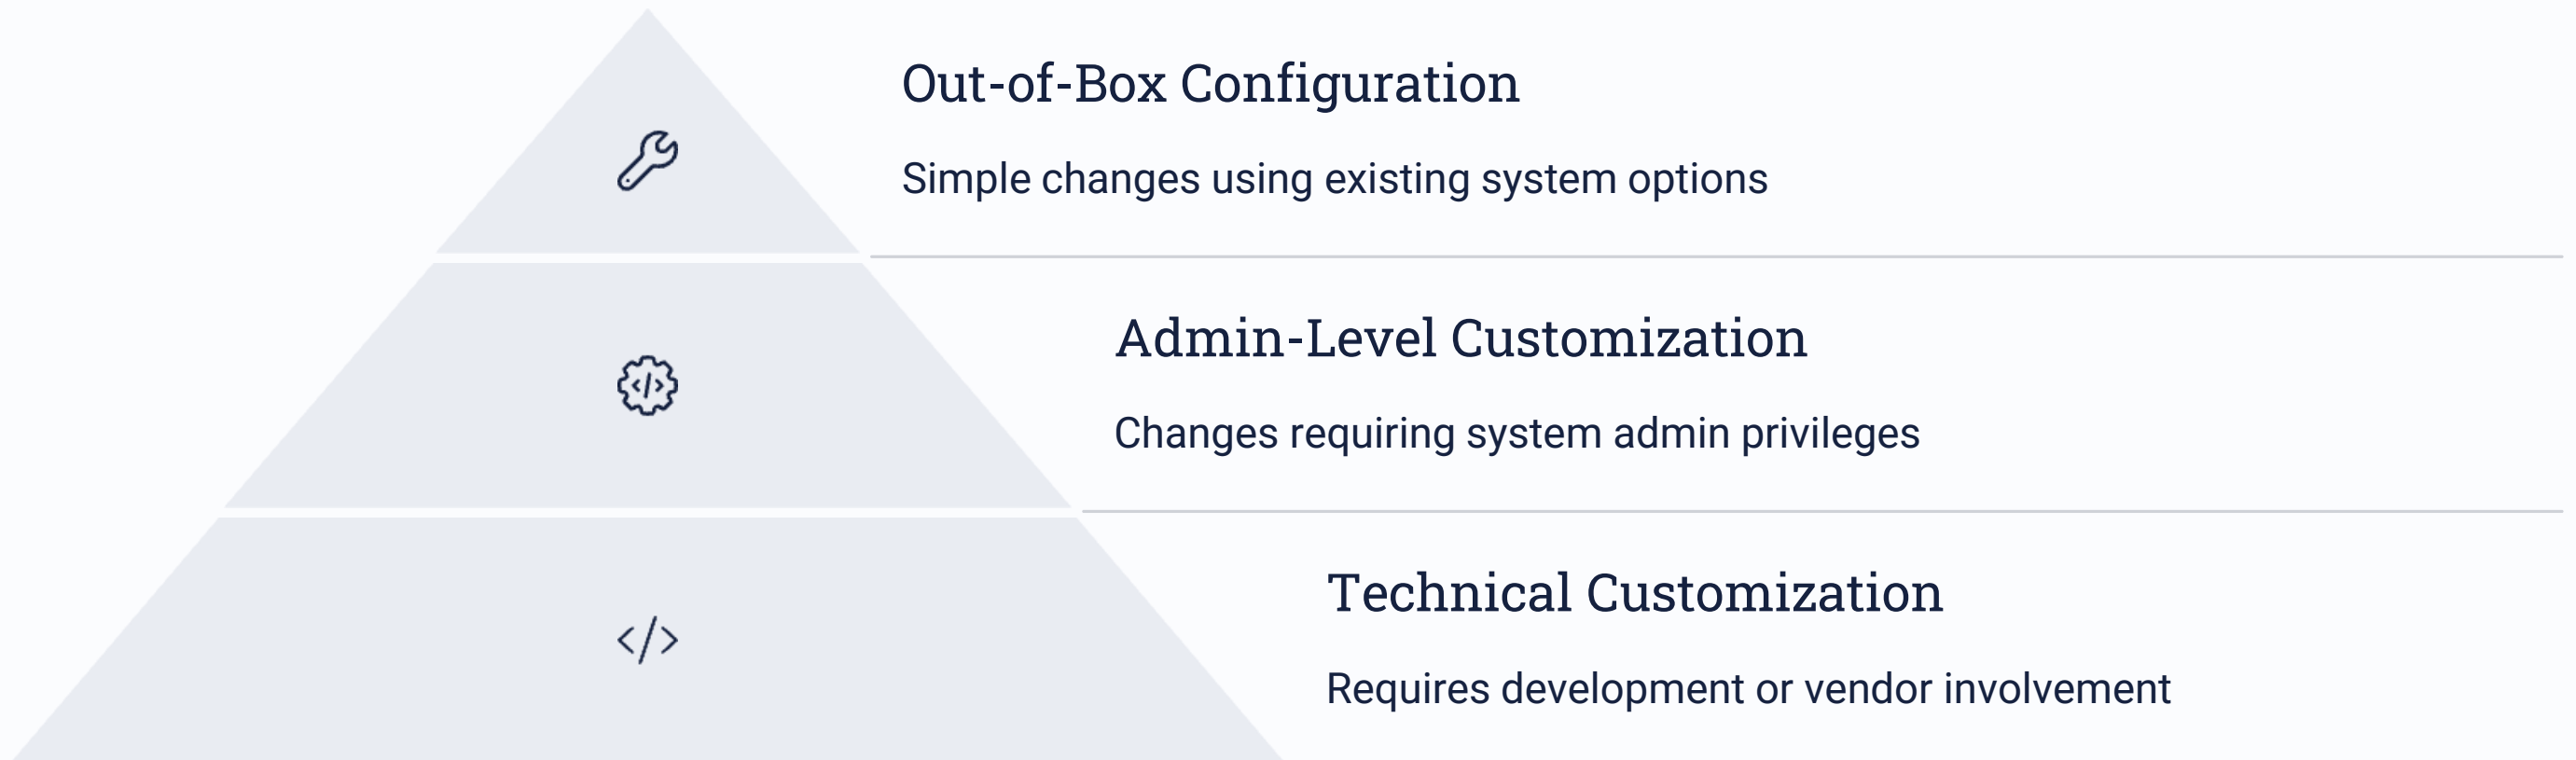 Out-of-Box Configuration
Simple changes using existing system options
Admin-Level Customization
Changes requiring system admin privileges
Technical Customization
Requires development or vendor involvement